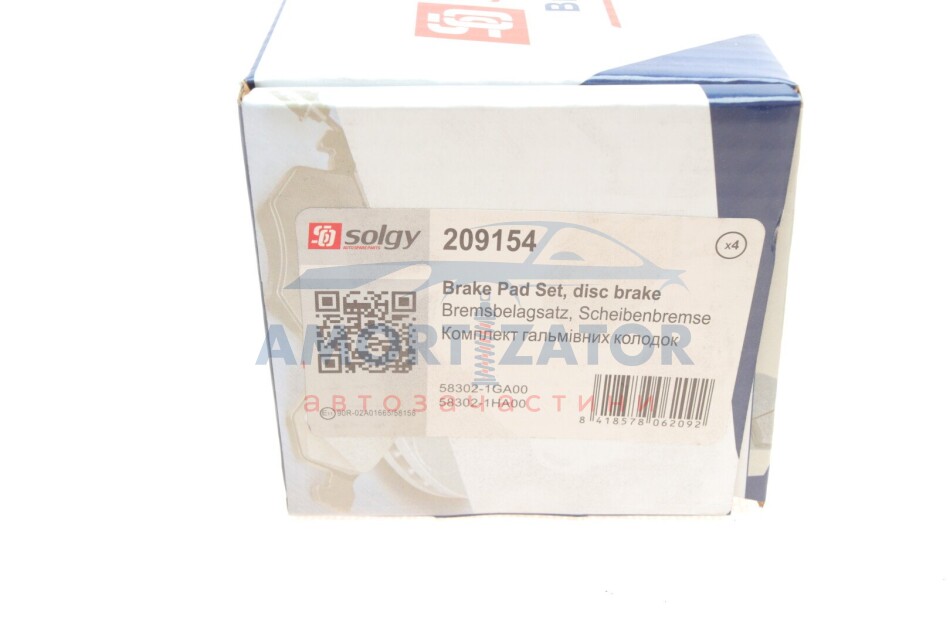 B
solgy
209154
x4
Brake Pad Set, disc brake
Bremsbelagsatz, Scheibenbremse
Комплект гальмівних колодок
AMORTIZATOR
58302-1GA00
58302-1HA00
автозапчастини
8 418578 062092